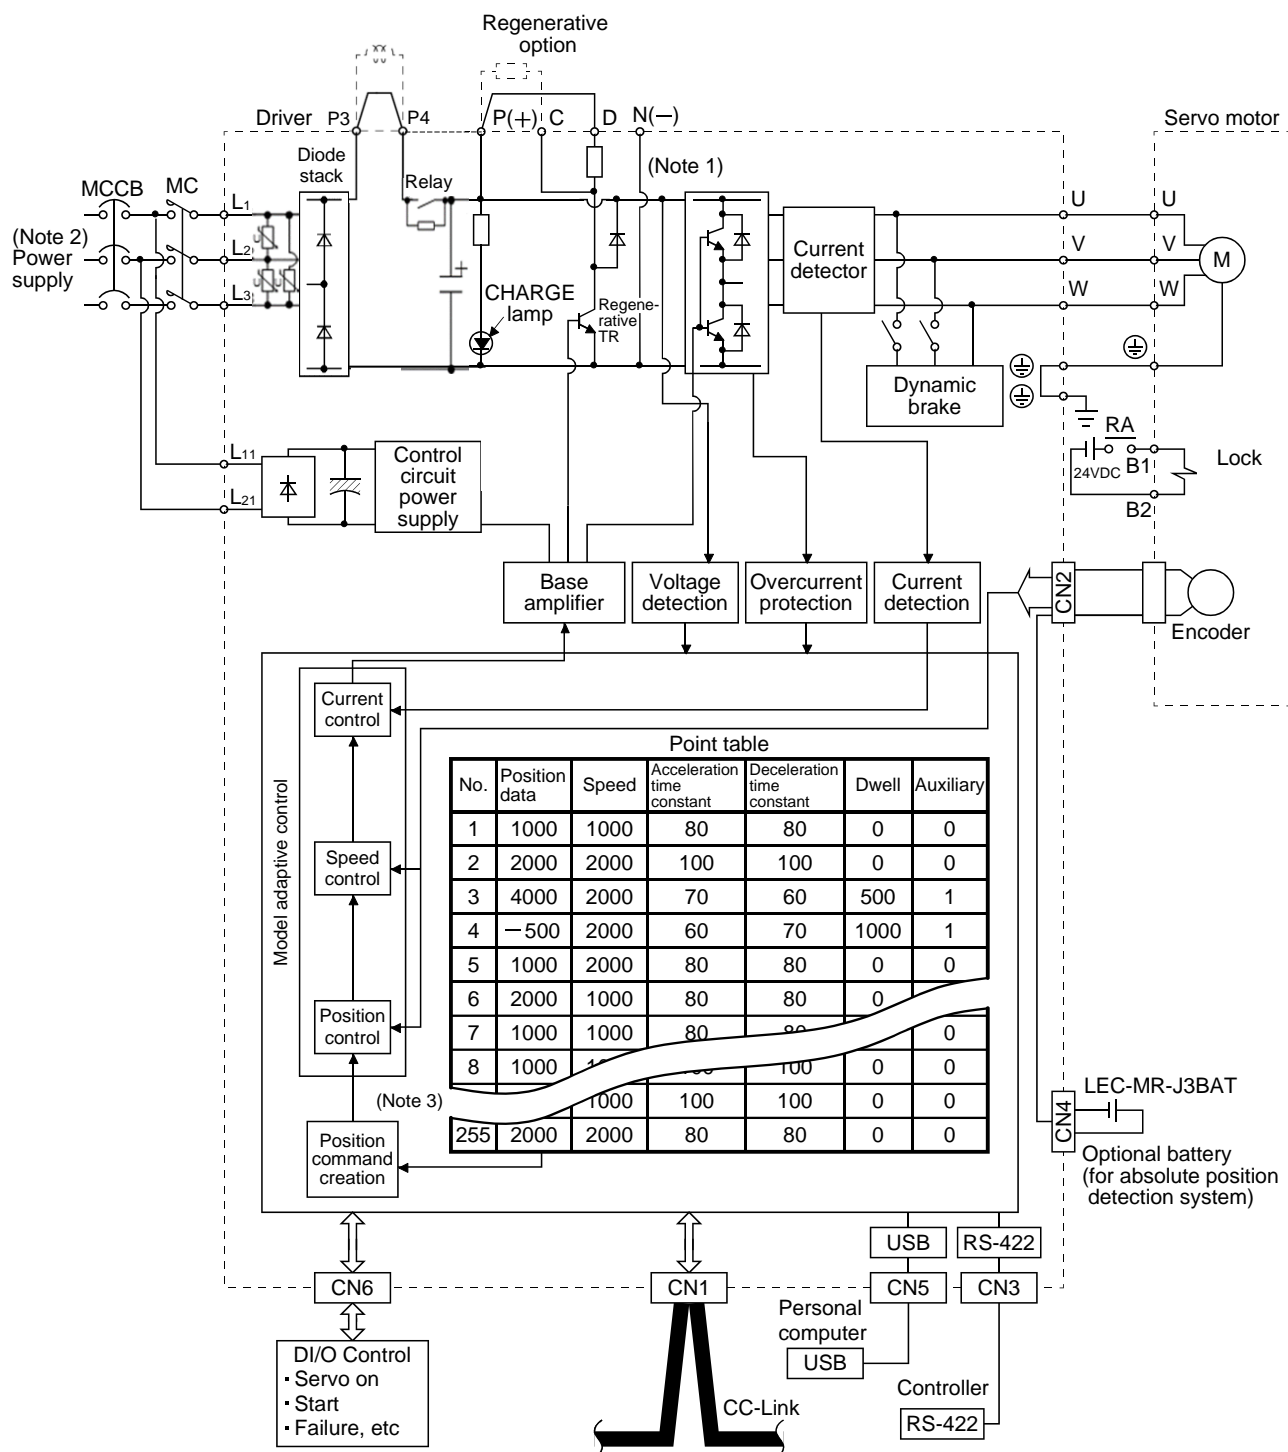 Regenerative
option
Driver P3 P4 P(+) C D N(−) Servo motor
Diode
stack
(Note 1)
MCCB MC Relay
L1 U U
(Note 2)
Power
supply
L2 Current
detector
V V M
L3 W W
CHARGE
lamp
Regene-
rative
TR
Dynamic
brake
RA
L11 Control
circuit
power
supply
24VDC B1 Lock
L21 B2
Base
amplifier
Voltage
detection
Overcurrent
protection
Current
detection
CN2
Encoder
Current
control
Model adaptive control
Speed
control
Position
control
Point table
No. Position
data
Speed Acceleration
time
constant
Deceleration
time
constant
Dwell Auxiliary
1 1000 1000 80 80 0 0
2 2000 2000 100 100 0 0
3 4000 2000 70 60 500 1
4 −500 2000 60 70 1000 1
5 1000 2000 80 80 0 0
6 2000 1000 80 80 0
7 1000 1000 80 80 0
8 1000 100 0 0
(Note 3) 1000 100 100 0 0
255 2000 2000 80 80 0 0
Position
command
creation
LEC-MR-J3BAT
CN4
Optional battery
(for absolute position
detection system)
USB RS-422
CN6 CN1 CN5 CN3
Personal
computer
USB
DI/O Control
・Servo on
・Start
・Failure, etc
CC-Link
Controller
RS-422